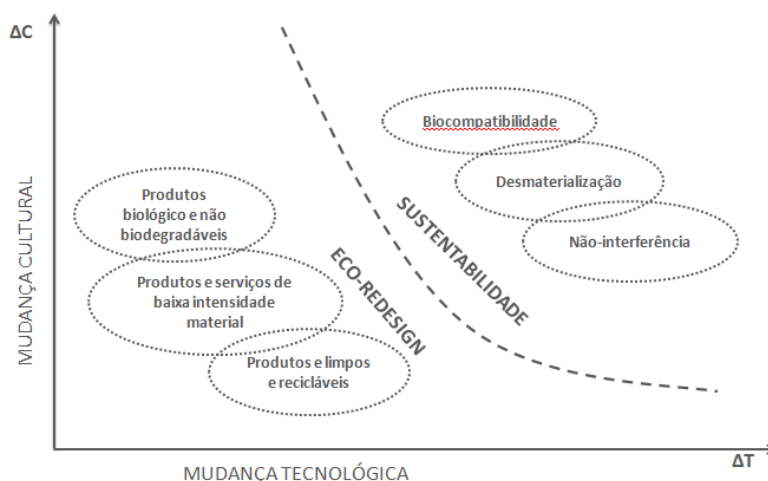 ΔC
MUDANÇA CULTURAL
Biocompatibilidade
Desmaterialização
Não-interferência
SUSTENTABILIDADE
ECO-REDESIGN
Produtos
biológico e não
biodegradáveis
Produtos e serviços de
baixa intensidade
material
Produtos e limpos
e recicláveis
ΔT
MUDANÇA TECNOLÓGICA